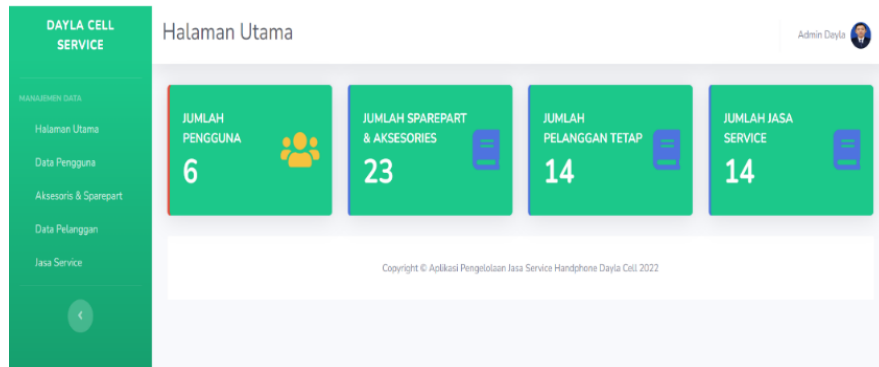 DAYLA CELL
SERVICE
Halaman Utama
Admin Dayla
MANAJEMEN DATA
Halaman Utama
Data Pengguna
Aksesoris & Sparepart
Data Pelanggan
Jasa Service
JUMLAH
PENGGUNA
6
JUMLAH SPAREPART
& AKSESORIES
23
JUMLAH
PELANGGAN TETAP
14
JUMLAH JASA
SERVICE
14
Copyright © Aplikasi Pengelolaan Jasa Service Handphone Dayla Cell 2022